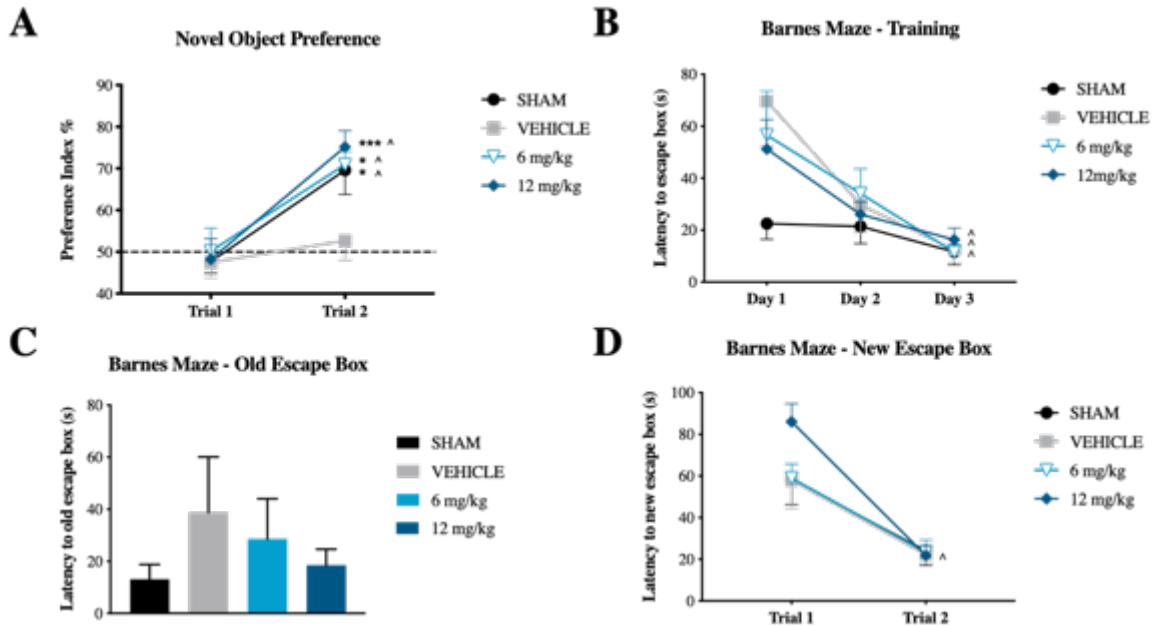 A
Novel Object Preference
Preference Index %
90
80
70
60
50
40
*** ^
* ^
* ^
Trial 1
Trial 2
SHAM
VEHICLE
6 mg/kg
12 mg/kg
B
Barnes Maze - Training
Latency to escape box (s)
80
60
40
20
0
^
^
^
Day 1
Day 2
Day 3
SHAM
VEHICLE
6 mg/kg
12mg/kg
C
Barnes Maze - Old Escape Box
Latency to old escape box (s)
80
60
40
20
0
SHAM
VEHICLE
6 mg/kg
12 mg/kg
D
Barnes Maze - New Escape Box
Latency to new escape box (s)
100
80
60
40
20
0
^
Trial 1
Trial 2
SHAM
VEHICLE
6 mg/kg
12 mg/kg